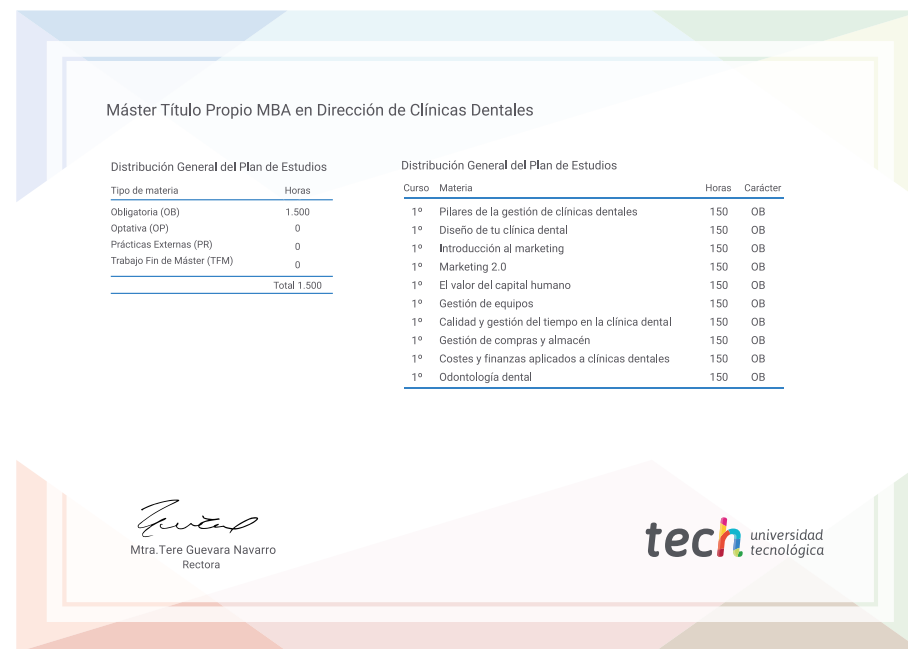 Máster Título Propio MBA en Dirección de Clínicas Dentales
Distribución General del Plan de Estudios
Tipo de materia Horas
Obligatoria (OB) 1.500
Optativa (OP) 0
Prácticas Externas (PR) 0
Trabajo Fin de Máster (TFM) 0
Total 1.500
Distribución General del Plan de Estudios
Curso Materia Horas Carácter
1º Pilares de la gestión de clínicas dentales 150 OB
1º Diseño de tu clínica dental 150 OB
1º Introducción al marketing 150 OB
1º Marketing 2.0 150 OB
1º El valor del capital humano 150 OB
1º Gestión de equipos 150 OB
1º Calidad y gestión del tiempo en la clínica dental 150 OB
1º Gestión de compras y almacén 150 OB
1º Costes y finanzas aplicados a clínicas dentales 150 OB
1º Odontología dental 150 OB
Mtra.Tere Guevara Navarro
Rectora
tech universidad
tecnológica